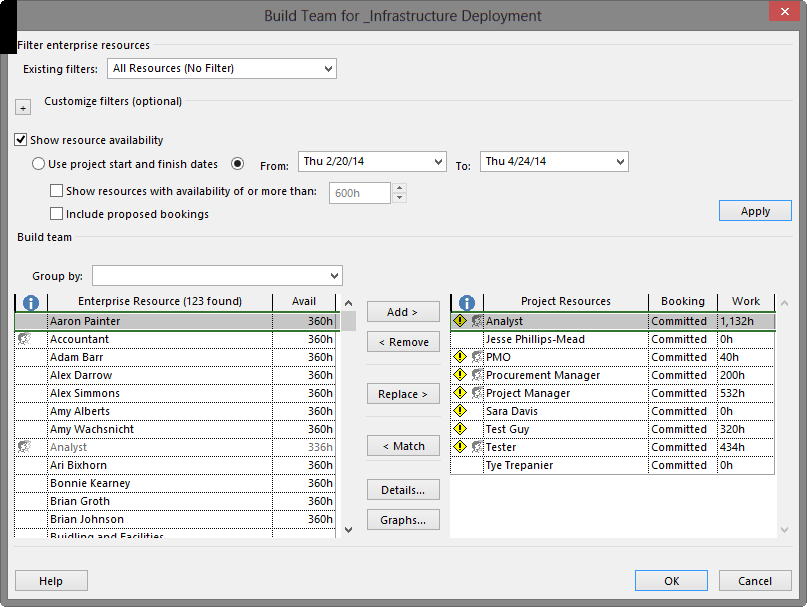 Build Team for _Infrastructure Deployment
Filter enterprise resources
Existing filters: All Resources (No Filter)
+ Customize filters (optional)
Show resource availability
Use project start and finish dates From: Thu 2/20/14 To: Thu 4/24/14
Show resources with availability of or more than: 600h
Include proposed bookings
Apply
Build team
Group by:
Enterprise Resource (123 found) Avail
Aaron Painter 360h
Accountant 360h
Adam Barr 360h
Alex Darrow 360h
Alex Simmons 360h
Amy Alberts 360h
Amy Wachsnicht 360h
Analyst 336h
Ari Bixhorn 360h
Bonnie Kearney 360h
Brian Groth 360h
Brian Johnson 360h
Buidling and Facilities
Add >
< Remove
Replace >
< Match
Details...
Graphs...
Project Resources Booking Work
Analyst Committed 1,132h
Jesse Phillips-Mead Committed 0h
PMO Committed 40h
Procurement Manager Committed 200h
Project Manager Committed 532h
Sara Davis Committed 0h
Test Guy Committed 320h
Tester Committed 434h
Tye Trepanier Committed 0h
Help OK Cancel